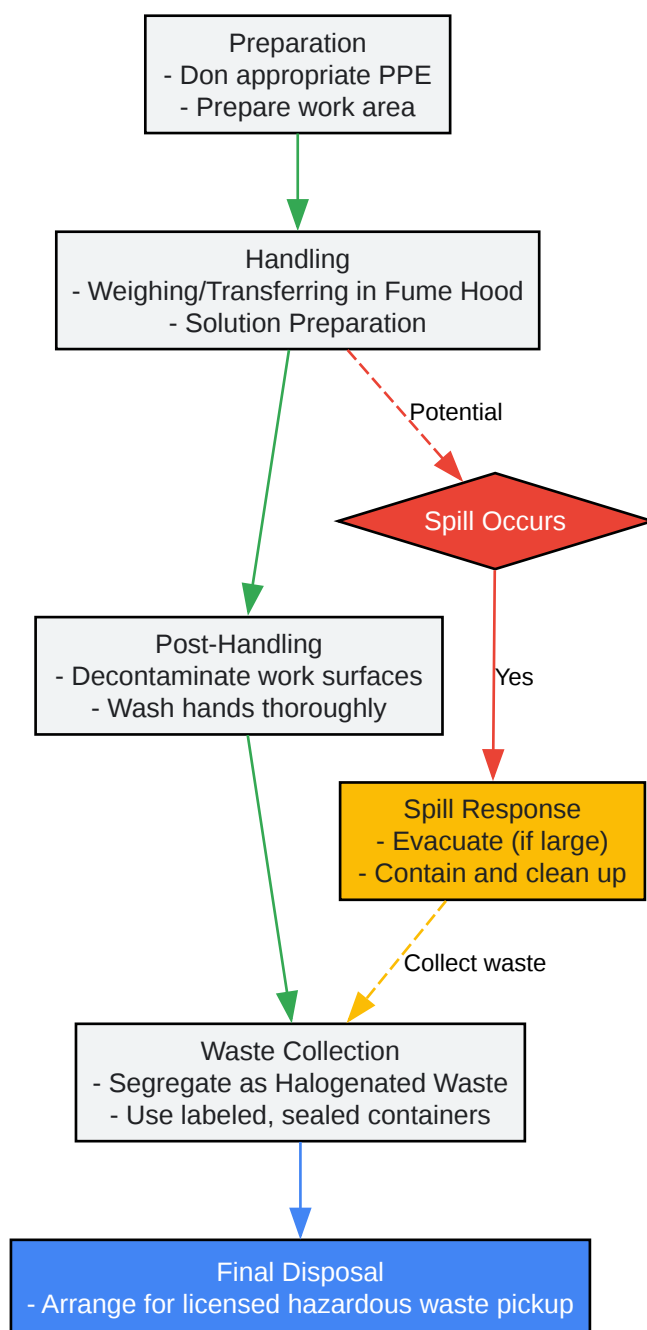 Preparation
- Don appropriate PPE
- Prepare work area
Handling
- Weighing/Transferring in Fume Hood
- Solution Preparation
Potential
Spill Occurs
Post-Handling
- Decontaminate work surfaces
- Wash hands thoroughly
Yes
Spill Response
- Evacuate (if large)
- Contain and clean up
Collect waste
Waste Collection
- Segregate as Halogenated Waste
- Use labeled, sealed containers
Final Disposal
- Arrange for licensed hazardous waste pickup